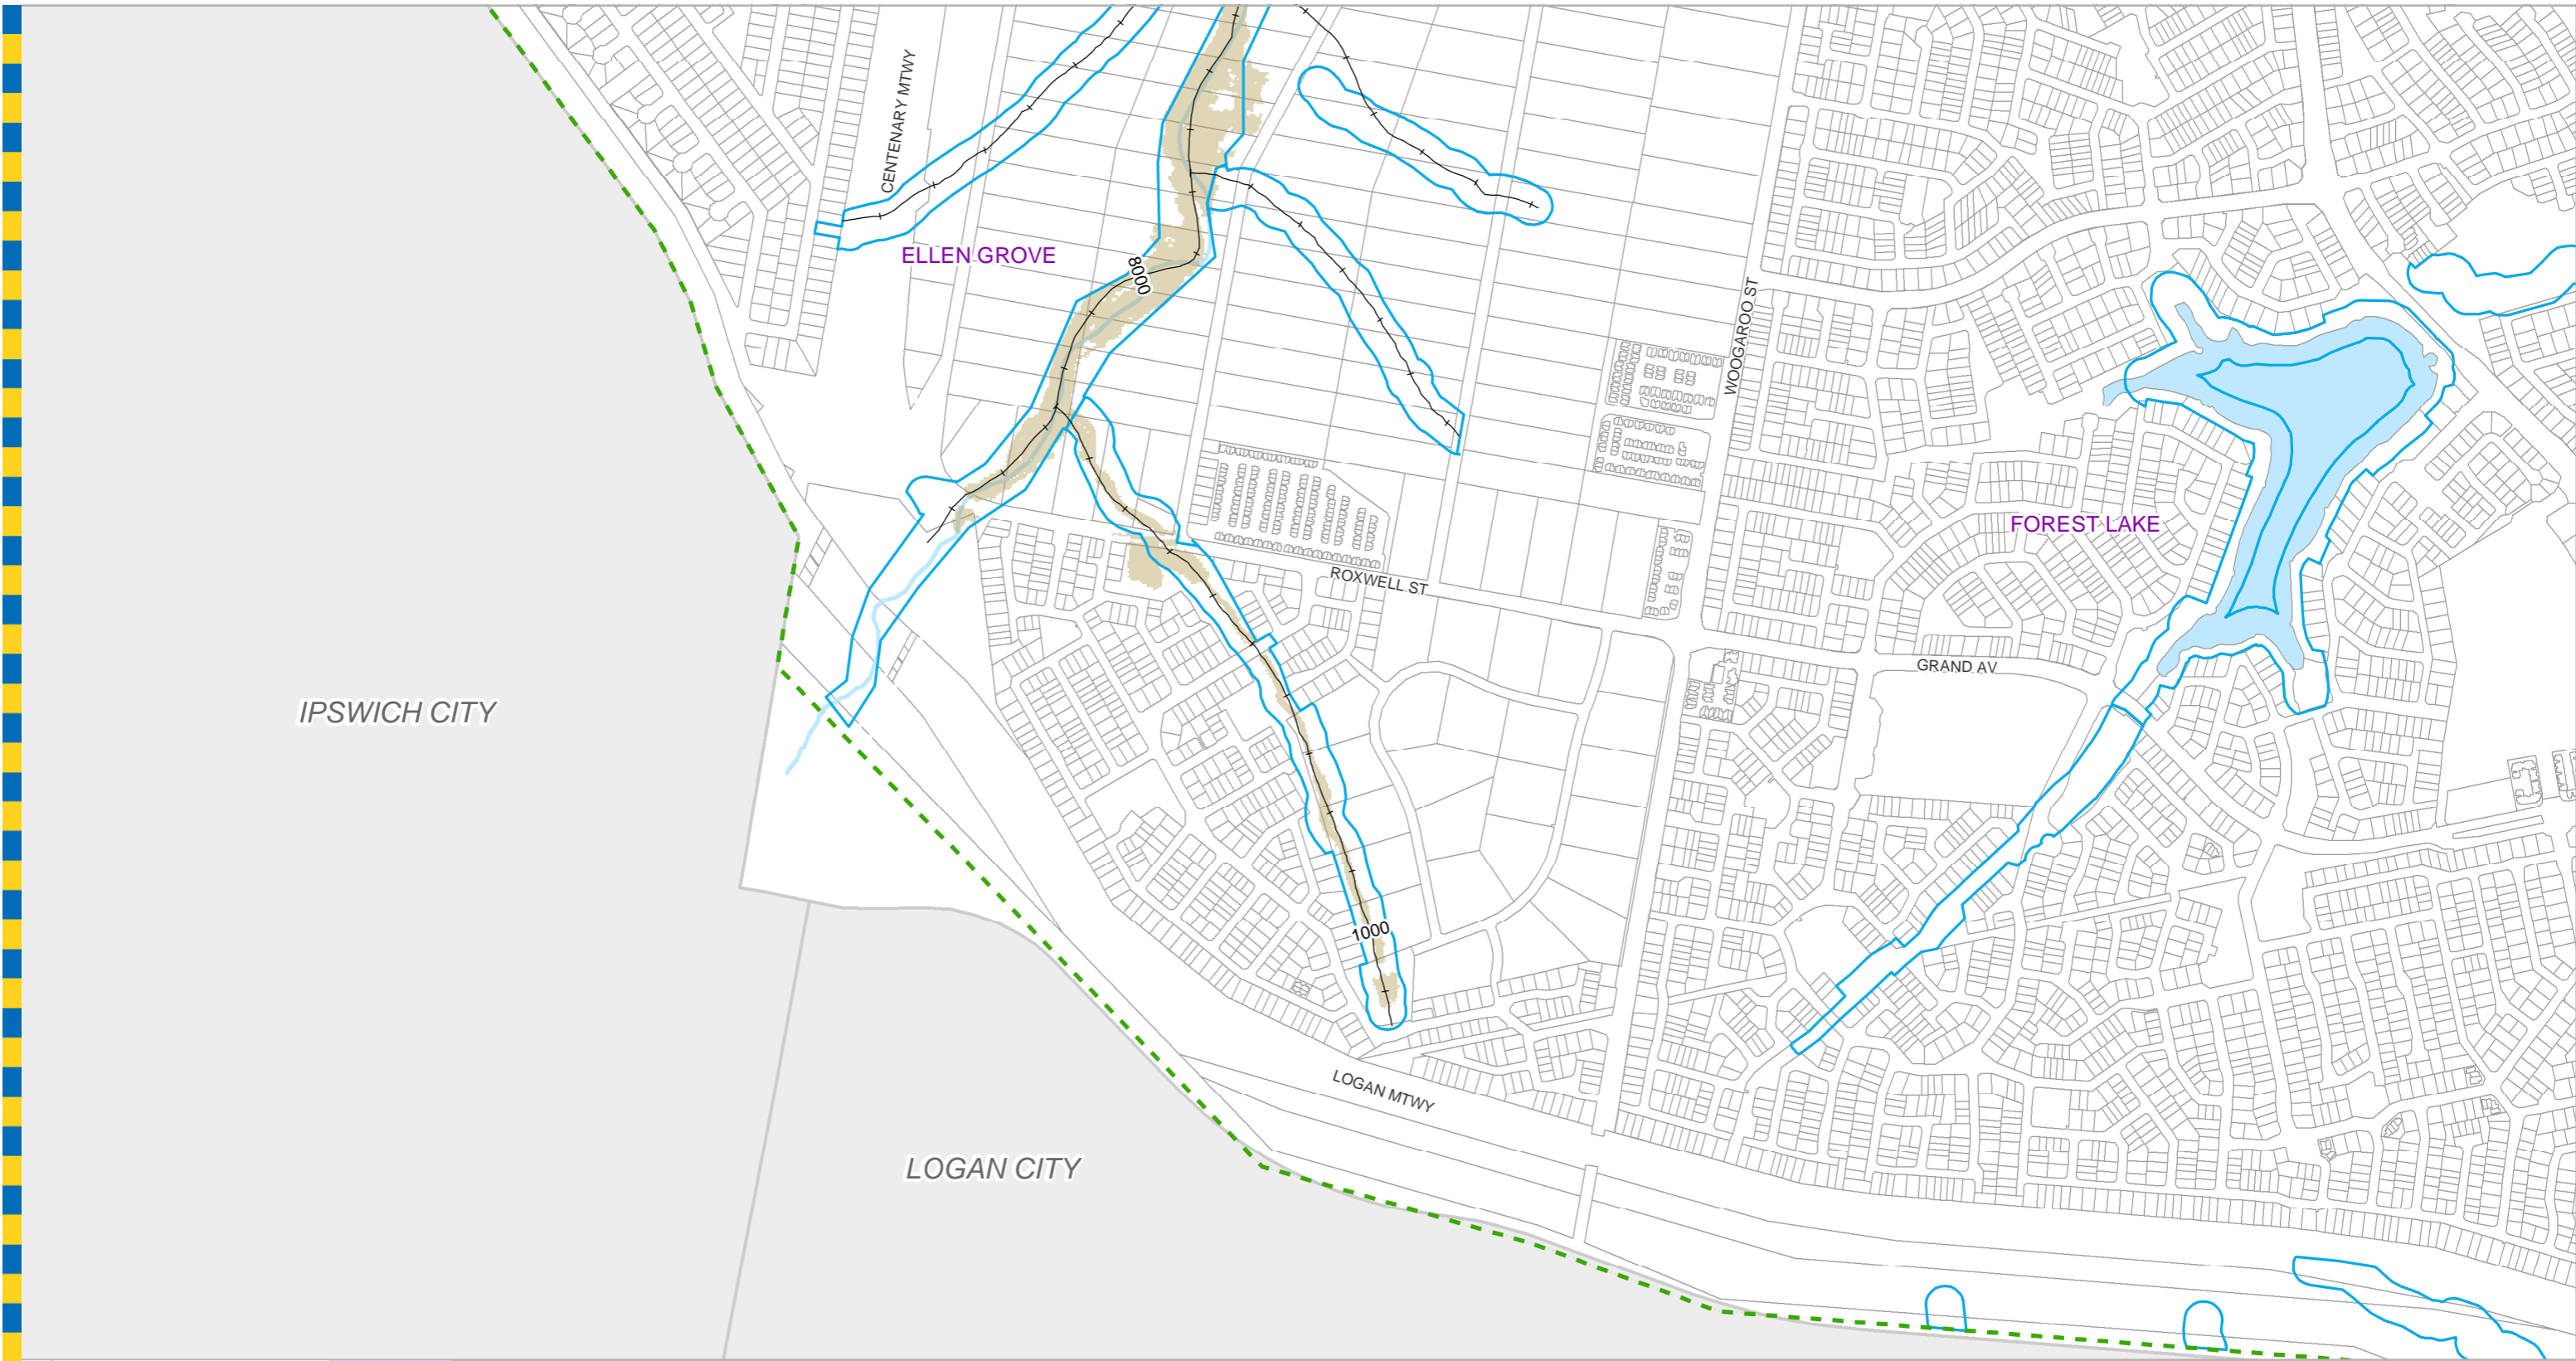 CENTENARY MTWY
ELLEN GROVE
8000
WOOGAROO ST
FOREST LAKE
ROXWELL ST
GRAND AV
IPSWICH CITY
1000
LOGAN MTWY
LOGAN CITY